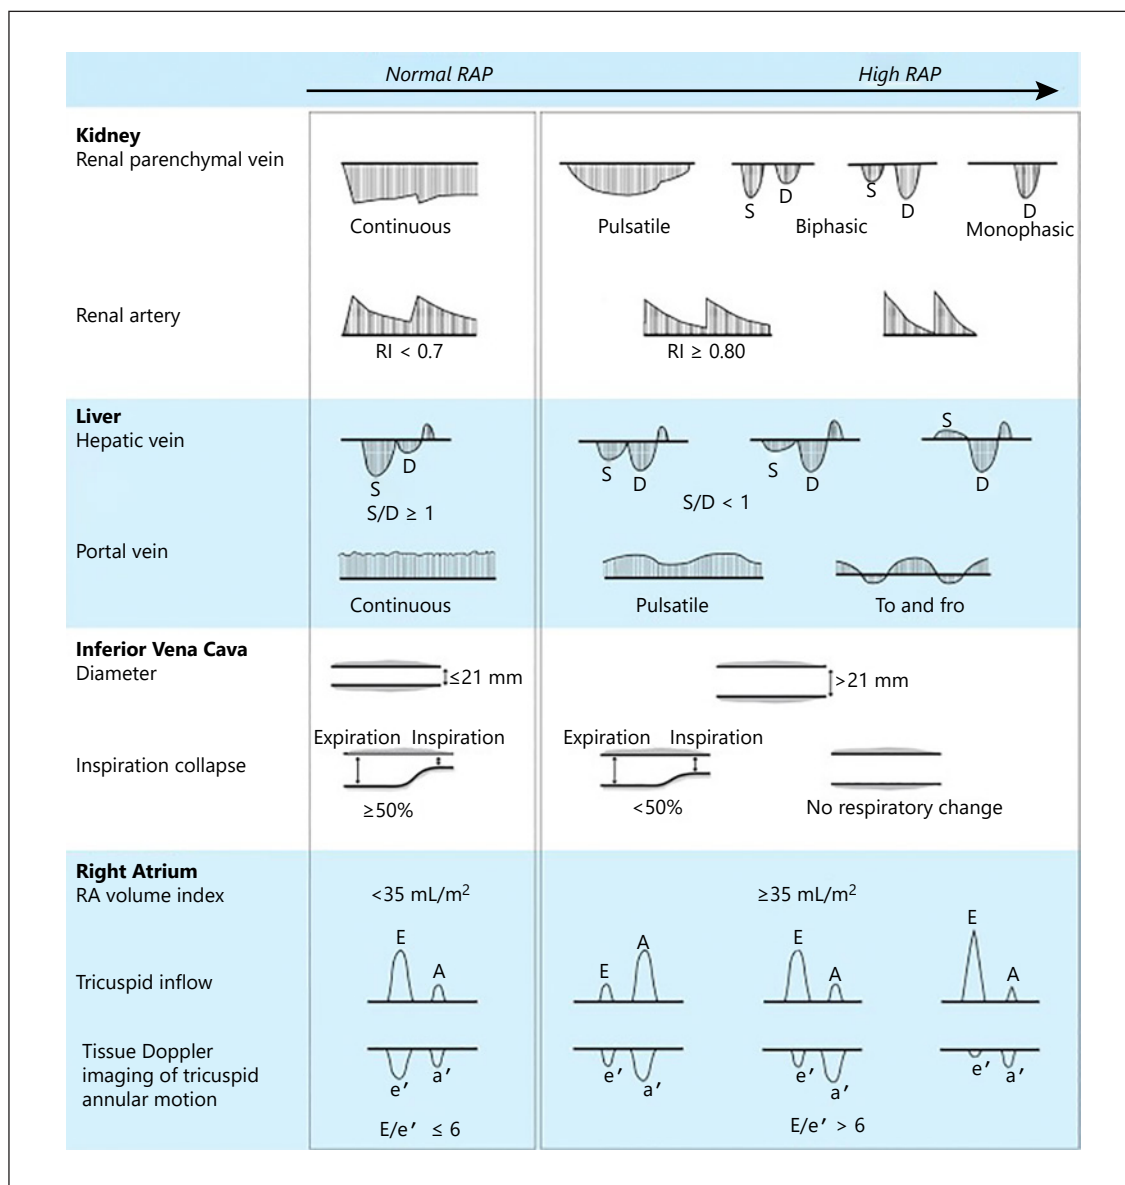 Normal RAP High RAP
Kidney
Renal parenchymal vein
S D S D D
Continuous Pulsatile Biphasic Monophasic
Renal artery
RI < 0.7 RI ≥ 0.80
Liver
Hepatic vein
S D S D S D S D
S/D ≥ 1 S/D < 1
Portal vein
Continuous Pulsatile To and fro
Inferior Vena Cava
Diameter ≤21 mm >21 mm
Expiration Inspiration Expiration Inspiration
Inspiration collapse
≥50% <50% No respiratory change
Right Atrium
RA volume index <35 mL/m² ≥35 mL/m²
E A E A E A E A
Tricuspid inflow
Tissue Doppler
imaging of tricuspid
annular motion
e′ a′ e′ a′ e′ a′ e′ a′
E/e′ ≤ 6 E/e′ > 6